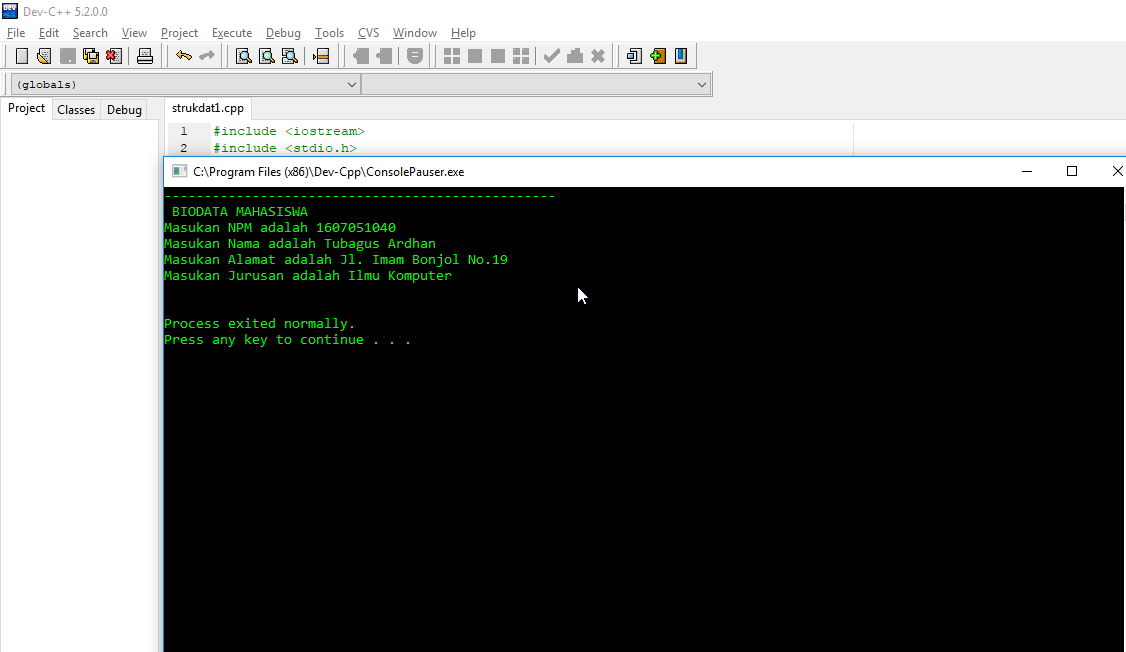 Dev-C++ 5.2.0.0
File Edit Search View Project Execute Debug Tools CVS Window Help
(globals)
Project Classes Debug strukdat1.cpp
1 #include <iostream>
2 #include <stdio.h>
C:\Program Files (x86)\Dev-Cpp\ConsolePauser.exe
-------------------------------------------------
BIODATA MAHASISWA
Masukan NPM adalah 1607051040
Masukan Nama adalah Tubagus Ardhan
Masukan Alamat adalah Jl. Imam Bonjol No.19
Masukan Jurusan adalah Ilmu Komputer
Process exited normally.
Press any key to continue . . .